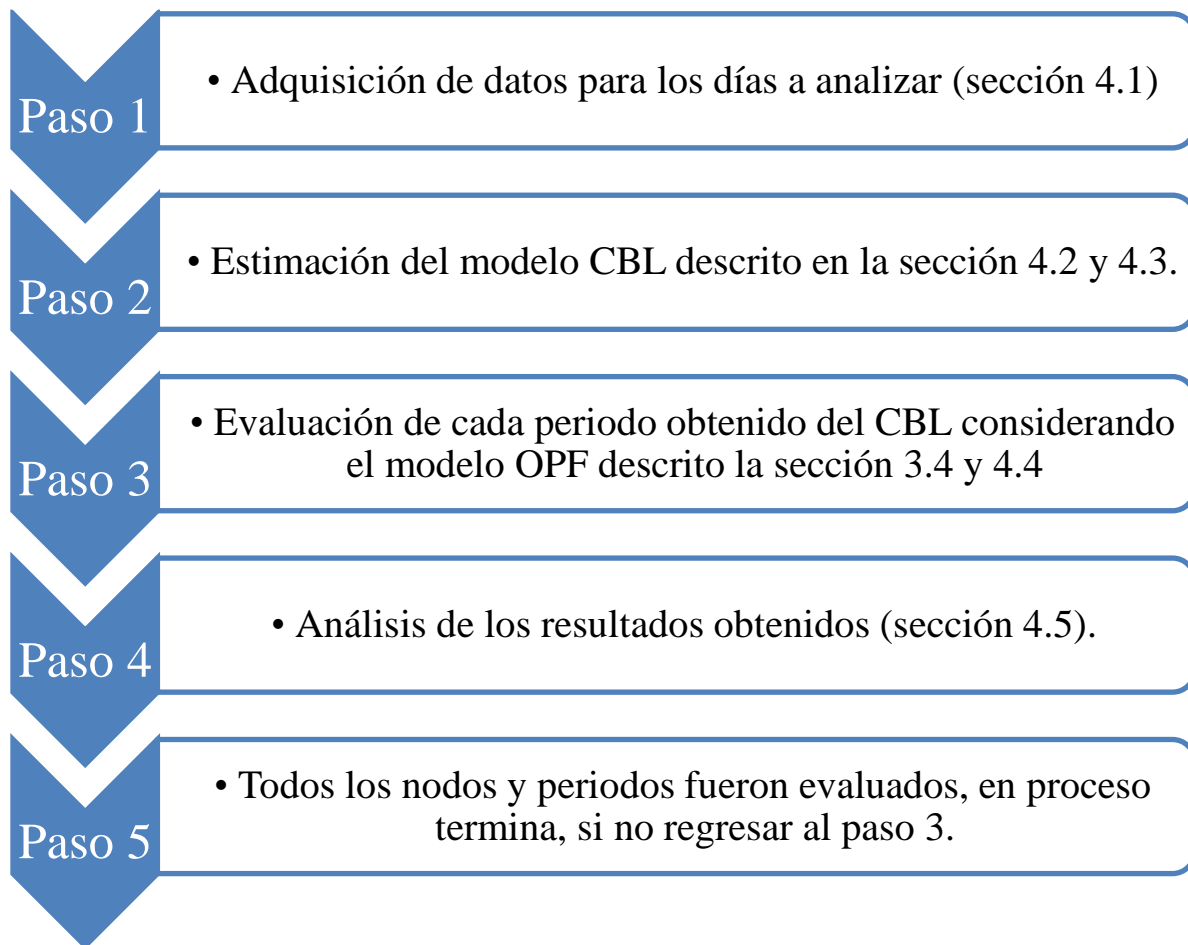 Paso 1
• Adquisición de datos para los días a analizar (sección 4.1)
Paso 2
• Estimación del modelo CBL descrito en la sección 4.2 y 4.3.
Paso 3
• Evaluación de cada periodo obtenido del CBL considerando
el modelo OPF descrito la sección 3.4 y 4.4
Paso 4
• Análisis de los resultados obtenidos (sección 4.5).
Paso 5
• Todos los nodos y periodos fueron evaluados, en proceso
termina, si no regresar al paso 3.